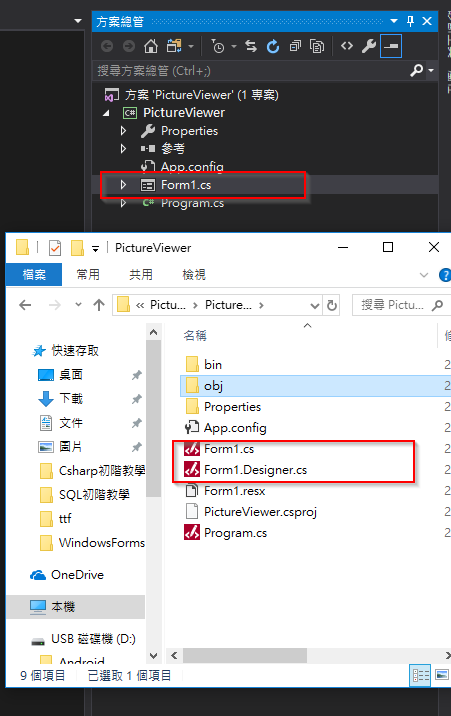 方案總管
搜尋方案總管 (Ctrl+;)
方案 'PictureViewer' (1 專案)
C# PictureViewer
Properties
參考
App.config
Form1.cs
C# Program.cs
PictureViewer
檔案 常用 共用 檢視
« Pictu... › Picture... › 搜尋 Pictu...
名稱
快速存取
桌面
下載
文件
圖片
Csharp初階教學
SQL初階教學
ttf
WindowsForms
OneDrive
本機
USB 磁碟機 (D:)
Android
bin
obj
Properties
App.config
Form1.cs
Form1.Designer.cs
Form1.resx
PictureViewer.csproj
Program.cs
9 個項目 已選取 1 個項目